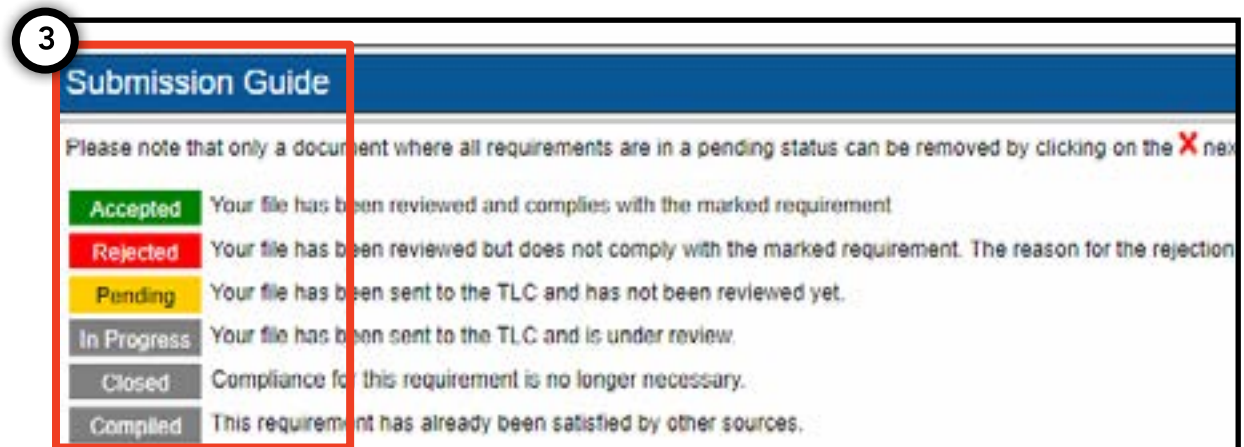 3
Submission Guide
Please note that only a document where all requirements are in a pending status can be removed by clicking on the X nex
Accepted Your file has been reviewed and complies with the marked requirement
Rejected Your file has been reviewed but does not comply with the marked requirement. The reason for the rejection
Pending Your file has been sent to the TLC and has not been reviewed yet.
In Progress Your file has been sent to the TLC and is under review.
Closed Compliance for this requirement is no longer necessary.
Complied This requirement has already been satisfied by other sources.